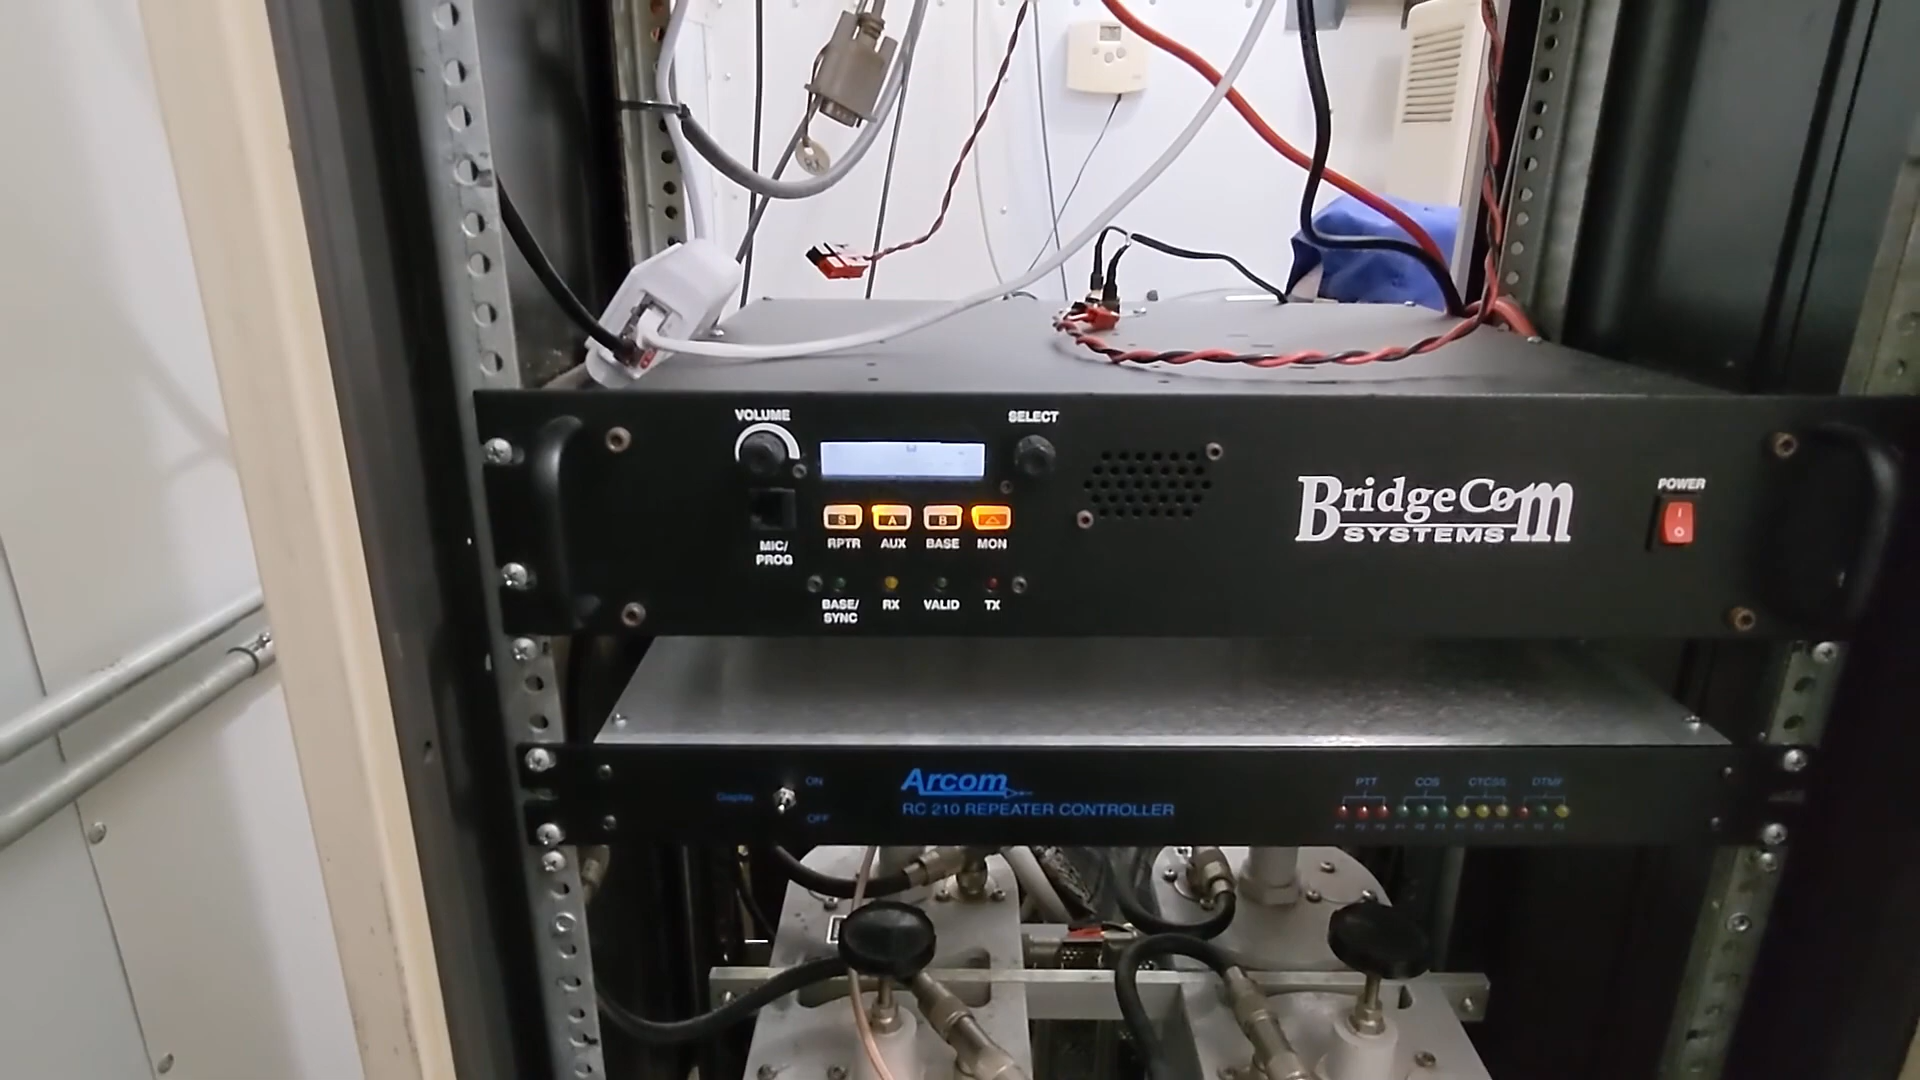 VOLUME
SELECT
BridgeCom
SYSTEMS
POWER
S
A
B
MIC/
PROG
RPTR
AUX
BASE
MON
BASE/
SYNC
RX
VALID
TX
Display
ON
OFF
Arcom
RC 210 REPEATER CONTROLLER
PTT
COS
CTCSS
DTMF